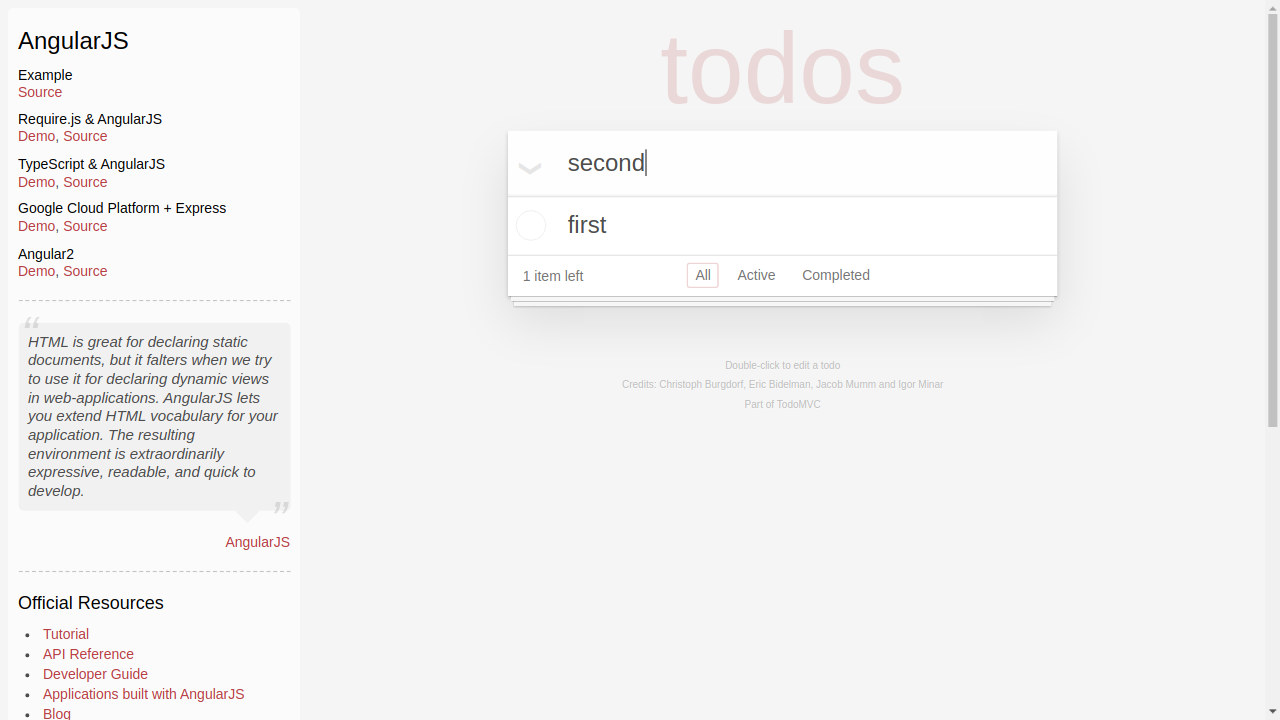 AngularJS
Example
Source
Require.js & AngularJS
Demo, Source
TypeScript & AngularJS
Demo, Source
Google Cloud Platform + Express
Demo, Source
Angular2
Demo, Source
“
HTML is great for declaring static
documents, but it falters when we try
to use it for declaring dynamic views
in web-applications. AngularJS lets
you extend HTML vocabulary for your
application. The resulting
environment is extraordinarily
expressive, readable, and quick to
develop.
”
AngularJS
Official Resources
• Tutorial
• API Reference
• Developer Guide
• Applications built with AngularJS
• Blog
todos
second
first
1 item left
All
Active
Completed
Double-click to edit a todo
Credits: Christoph Burgdorf, Eric Bidelman, Jacob Mumm and Igor Minar
Part of TodoMVC